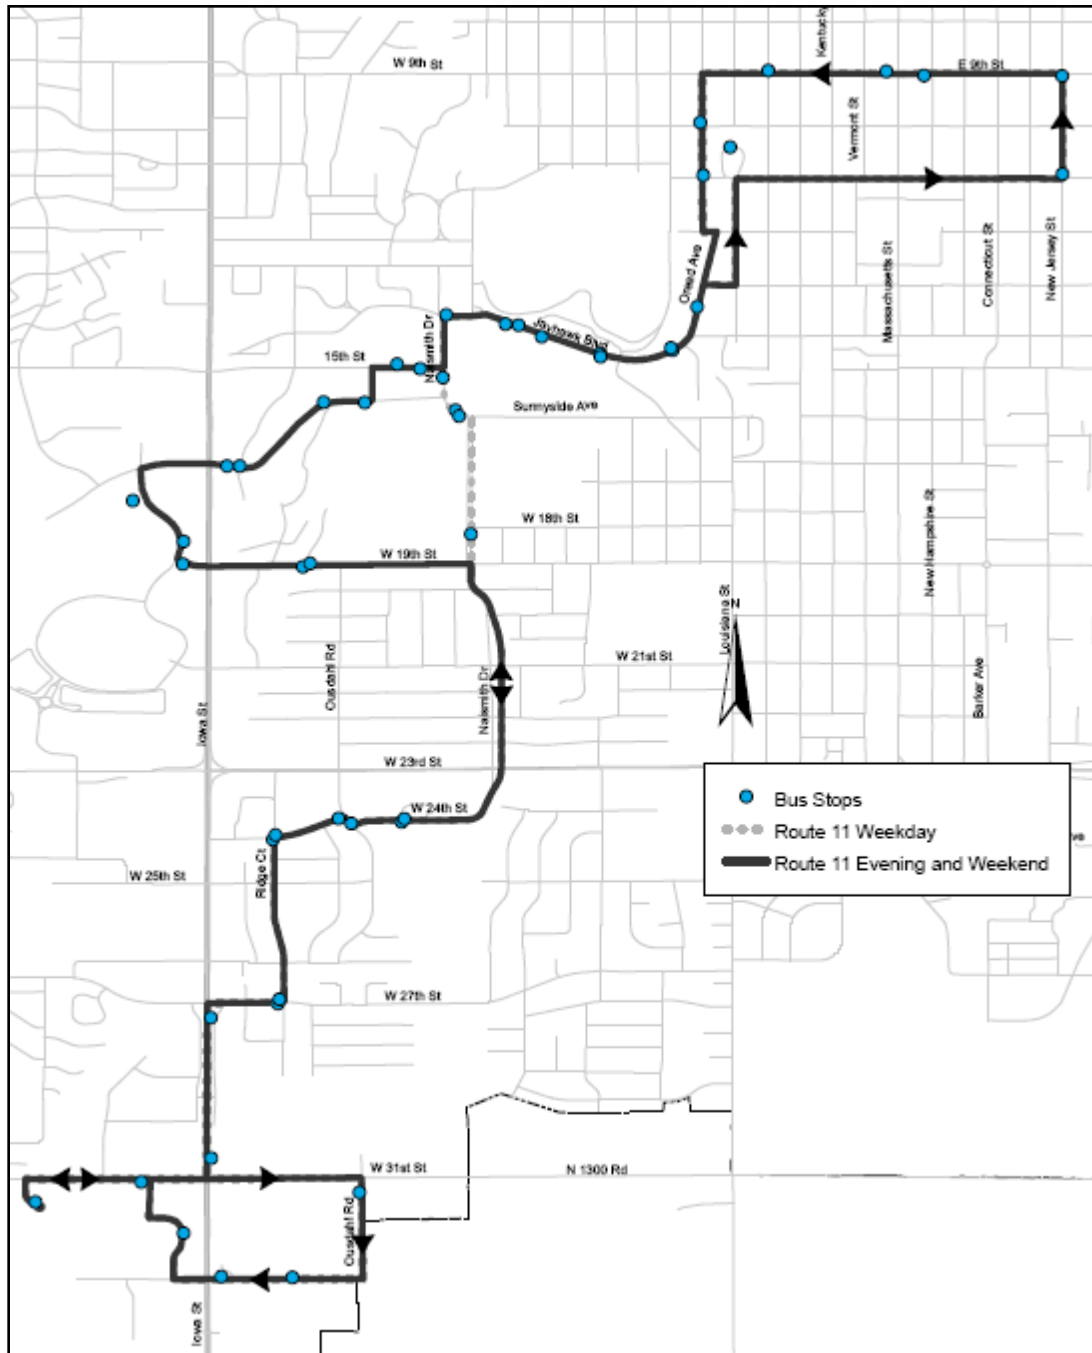 Kentucky
W 9th St
E 9th St
Vermont St
Oread Ave
Massachusetts St
Connecticut St
New Jersey St
Naismith Dr
Jayhawk Blvd
15th St
Sunnyside Ave
W 18th St
New Hampshire St
W 19th St
Louisiana St
N
Ousdahl Rd
W 21st St
Naismith Dr
Barker Ave
Iowa St
W 23rd St
W 24th St
Bus Stops
Route 11 Weekday
ve
Route 11 Evening and Weekend
Ridge Ct
W 25th St
W 27th St
W 31st St
N 1300 Rd
Ousdahl Rd
Iowa St